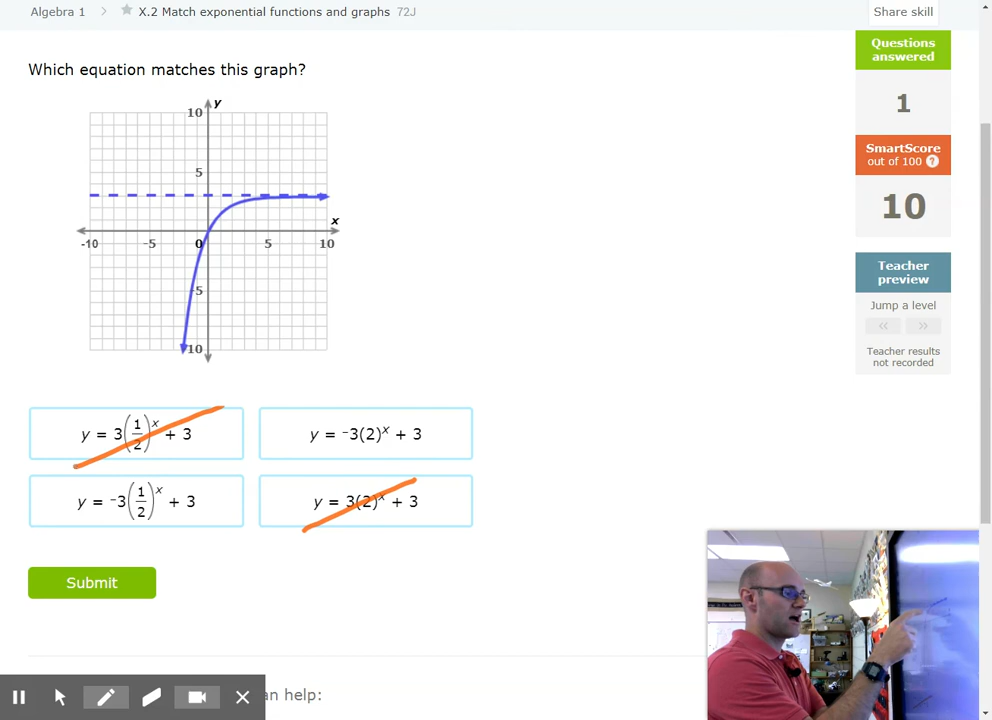 Algebra 1 > X.2 Match exponential functions and graphs 72J
Share skill
Which equation matches this graph?
Questions answered
1
SmartScore
out of 100 ?
10
Teacher preview
Jump a level
<< >>
Teacher results not recorded
y
10
5
x
-10 -5 0 5 10
-5
10
y = 3(1/2)^x + 3
y = -3(2)^x + 3
y = -3(1/2)^x + 3
y = 3(2)^x + 3
Submit
an help: